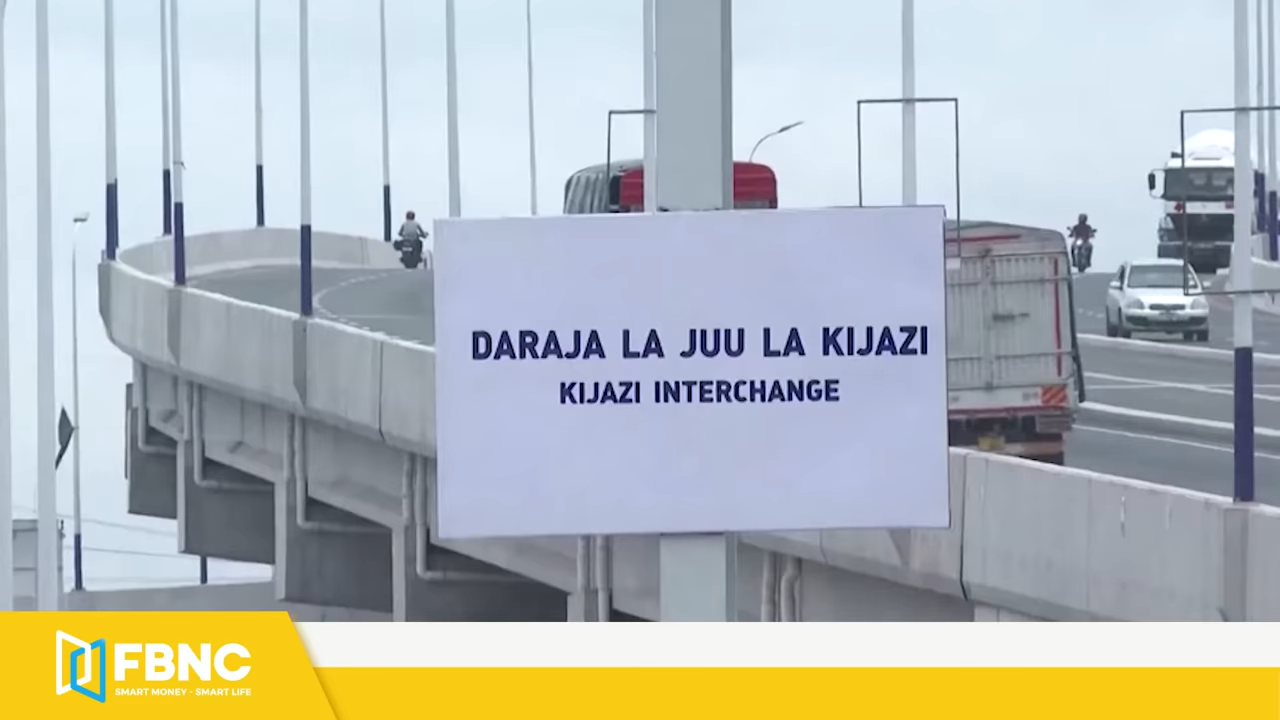 DARAJA LA JUU LA KIJAZI
KIJAZI INTERCHANGE
FBNC
SMART MONEY - SMART LIFE